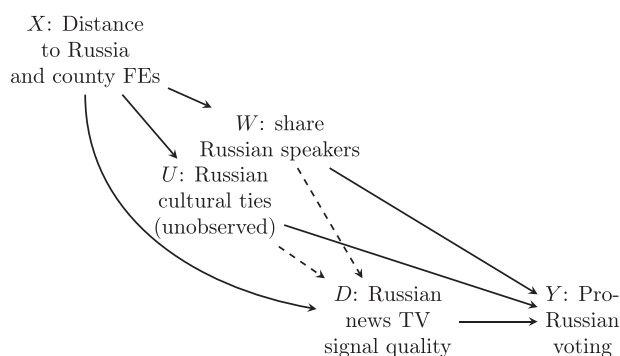 X: Distance
to Russia
and county FEs
W: share
Russian speakers
U: Russian
cultural ties
(unobserved)
D: Russian
news TV
signal quality
Y: Pro-
Russian
voting